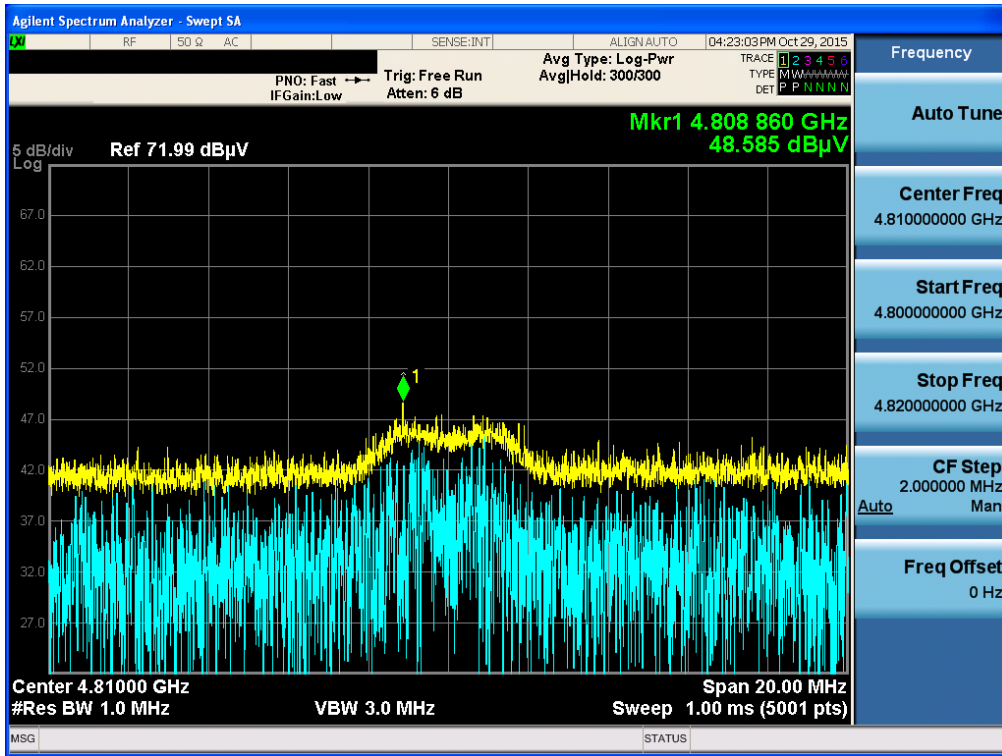 Agilent Spectrum Analyzer - Swept SA
LXI RF 50 Ω AC SENSE:INT ALIGN AUTO 04:23:03 PM Oct 29, 2015
Frequency
Avg Type: Log-Pwr TRACE 1 2 3 4 5 6
PNO: Fast Trig: Free Run Avg|Hold: 300/300 TYPE M W
IFGain:Low Atten: 6 dB DET P P N N N N
Auto Tune
Mkr1 4.808 860 GHz
48.585 dBµV
5 dB/div Ref 71.99 dBµV
Log
67.0
62.0
57.0
52.0
1
47.0
42.0
37.0
32.0
27.0
Center 4.81000 GHz Span 20.00 MHz
#Res BW 1.0 MHz VBW 3.0 MHz Sweep 1.00 ms (5001 pts)
Center Freq
4.810000000 GHz
Start Freq
4.800000000 GHz
Stop Freq
4.820000000 GHz
CF Step
2.000000 MHz
Auto Man
Freq Offset
0 Hz
MSG STATUS